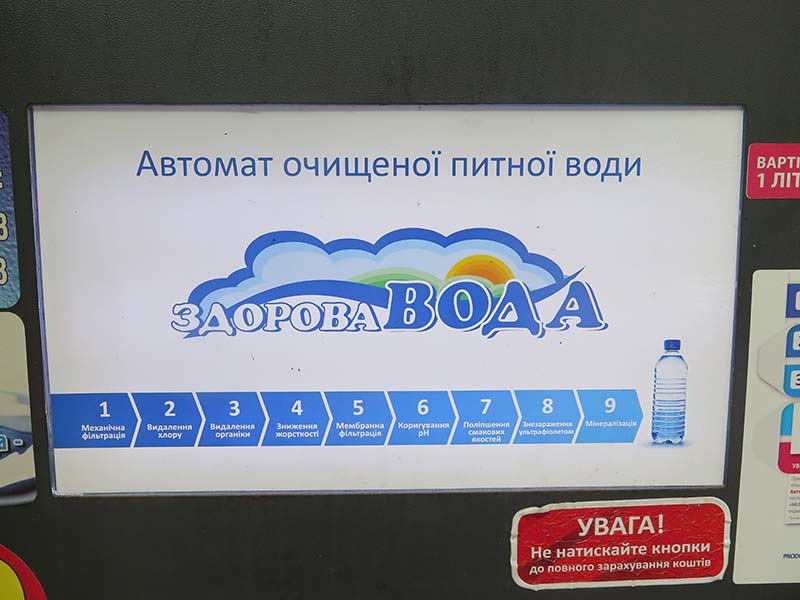 Автомат очищеної питної води
ЗДОРОВА ВОДА
1
Механічна
фільтрація
2
Видалення
хлору
3
Видалення
органіки
4
Зниження
жорсткості
5
Мембранна
фільтрація
6
Коригування
pH
7
Поліпшення
смакових
якостей
8
Знезараження
ультрафіолетом
9
Мінералізація
УВАГА!
Не натискайте кнопки
до повного зарахування коштів
1